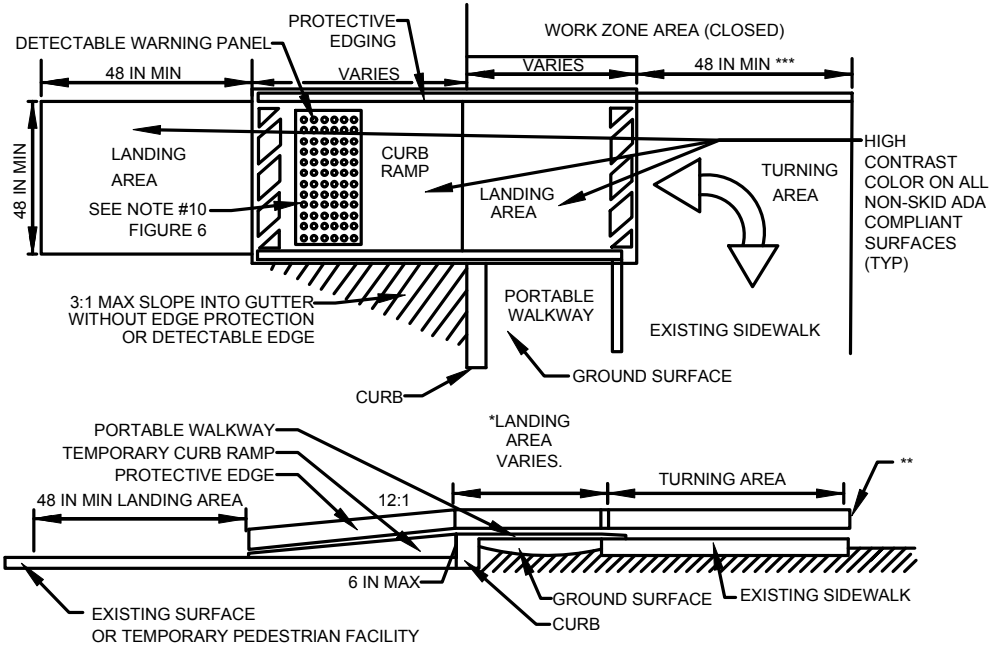 PROTECTIVE
EDGING
WORK ZONE AREA (CLOSED)
DETECTABLE WARNING PANEL
48 IN MIN
VARIES
VARIES
48 IN MIN ***
48 IN MIN
LANDING
AREA
CURB
RAMP
LANDING
AREA
TURNING
AREA
HIGH
CONTRAST
COLOR ON ALL
NON-SKID ADA
COMPLIANT
SURFACES
(TYP)
SEE NOTE #10
FIGURE 6
3:1 MAX SLOPE INTO GUTTER
WITHOUT EDGE PROTECTION
OR DETECTABLE EDGE
PORTABLE
WALKWAY
EXISTING SIDEWALK
GROUND SURFACE
CURB
*LANDING
AREA
VARIES.
PORTABLE WALKWAY
TEMPORARY CURB RAMP
PROTECTIVE EDGE
48 IN MIN LANDING AREA
12:1
TURNING AREA
**
6 IN MAX
GROUND SURFACE
EXISTING SIDEWALK
CURB
EXISTING SURFACE
OR TEMPORARY PEDESTRIAN FACILITY